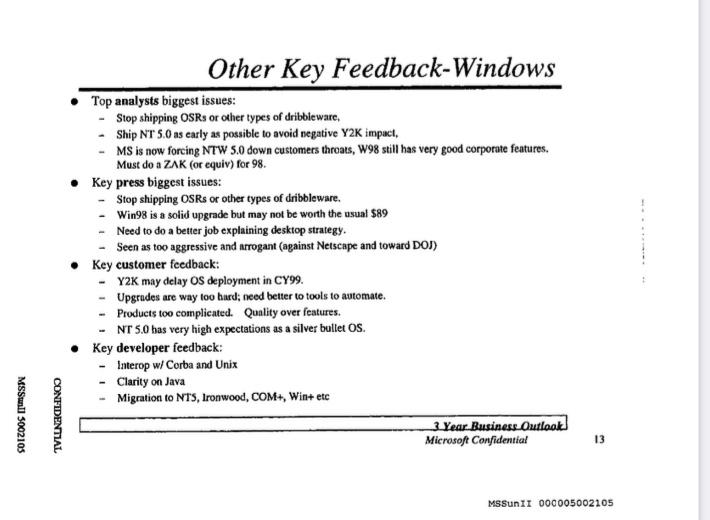 Other Key Feedback-Windows
● Top analysts biggest issues:
– Stop shipping OSRs or other types of dribbleware,
– Ship NT 5.0 as early as possible to avoid negative Y2K impact,
– MS is now forcing NTW 5.0 down customers throats, W98 still has very good corporate features.
Must do a ZAK (or equiv) for 98.
● Key press biggest issues:
– Stop shipping OSRs or other types of dribbleware.
– Win98 is a solid upgrade but may not be worth the usual $89
– Need to do a better job explaining desktop strategy.
– Seen as too aggressive and arrogant (against Netscape and toward DOJ)
● Key customer feedback:
– Y2K may delay OS deployment in CY99.
– Upgrades are way too hard; need better to tools to automate.
– Products too complicated. Quality over features.
– NT 5.0 has very high expectations as a silver bullet OS.
● Key developer feedback:
– Interop w/ Corba and Unix
– Clarity on Java
– Migration to NT5, Ironwood, COM+, Win+ etc
3 Year Business Outlook
Microsoft Confidential 13
MSSunII 5002105
CONFIDENTIAL
MSSunII 000005002105